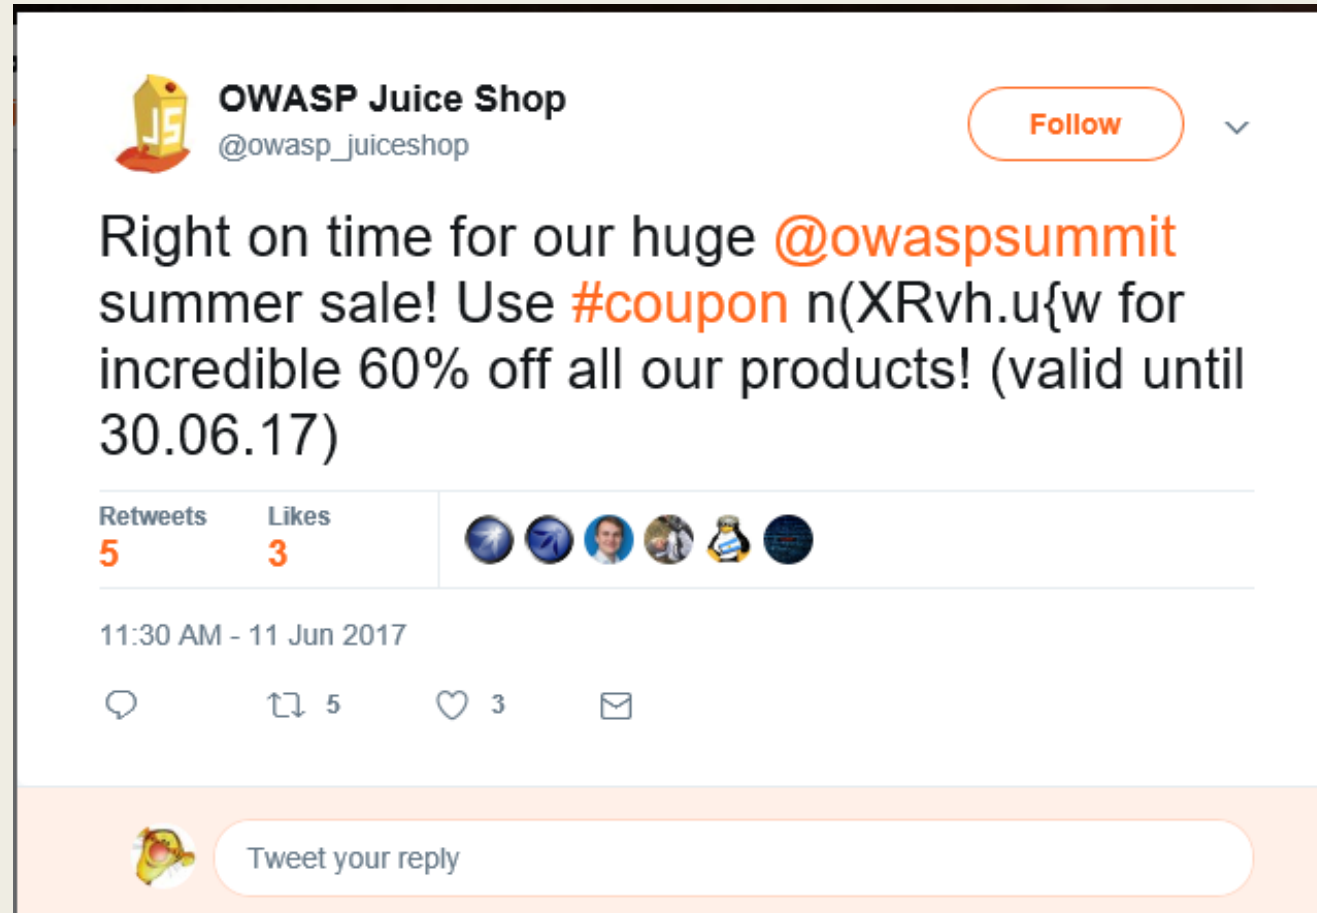 OWASP Juice Shop
@owasp_juiceshop
Follow
Right on time for our huge @owaspsummit
summer sale! Use #coupon n(XRvh.u{w for
incredible 60% off all our products! (valid until
30.06.17)
Retweets Likes
5 3
11:30 AM - 11 Jun 2017
5 3
Tweet your reply